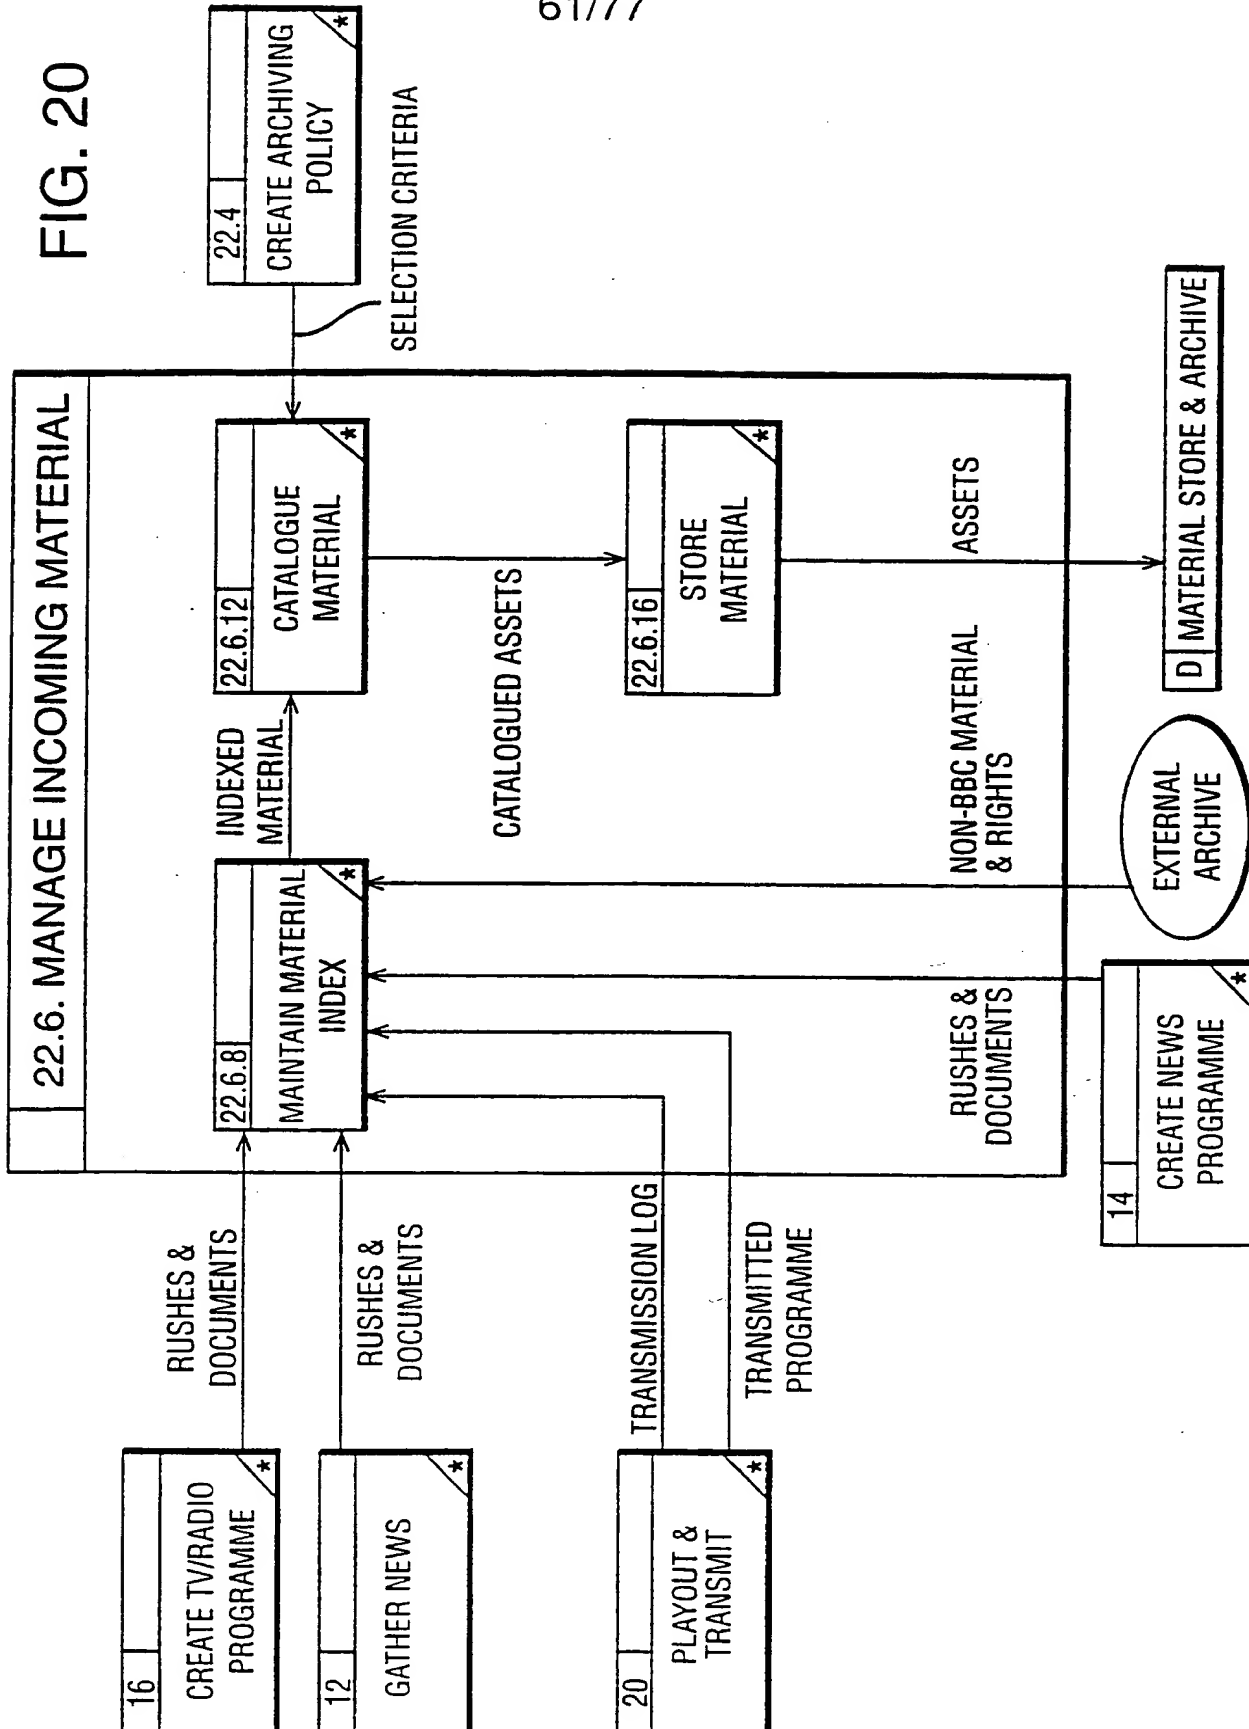 61/77
FIG. 20
22.6. MANAGE INCOMING MATERIAL
16
CREATE TV/RADIO
PROGRAMME
*
RUSHES &
DOCUMENTS
12
GATHER NEWS
*
RUSHES &
DOCUMENTS
20
PLAYOUT &
TRANSMIT
*
TRANSMISSION LOG
TRANSMITTED
PROGRAMME
22.6.8
MAINTAIN MATERIAL
INDEX
*
INDEXED
MATERIAL
22.6.12
CATALOGUE
MATERIAL
*
22.4
CREATE ARCHIVING
POLICY
*
SELECTION CRITERIA
CATALOGUED ASSETS
22.6.16
STORE
MATERIAL
*
RUSHES &
DOCUMENTS
NON-BBC MATERIAL
& RIGHTS
ASSETS
14
CREATE NEWS
PROGRAMME
*
EXTERNAL
ARCHIVE
D MATERIAL STORE & ARCHIVE